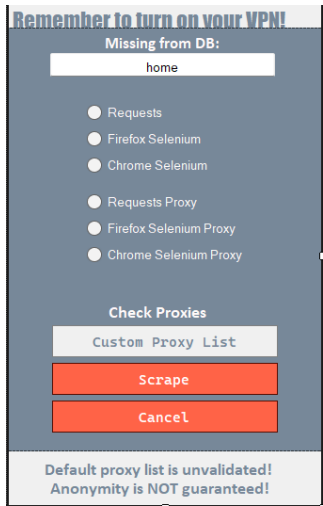 Remember to turn on your VPN!
Missing from DB:
home
Requests
Firefox Selenium
Chrome Selenium
Requests Proxy
Firefox Selenium Proxy
Chrome Selenium Proxy
Check Proxies
Custom Proxy List
Scrape
Cancel
Default proxy list is unvalidated!
Anonymity is NOT guaranteed!